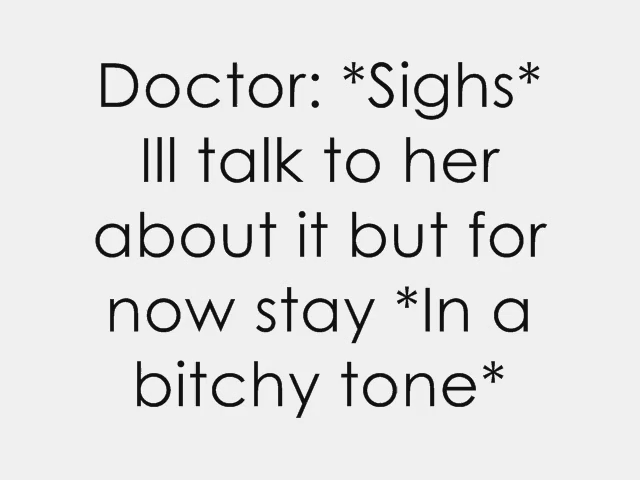 Doctor: *Sighs*
Ill talk to her
about it but for
now stay *In a
bitchy tone*